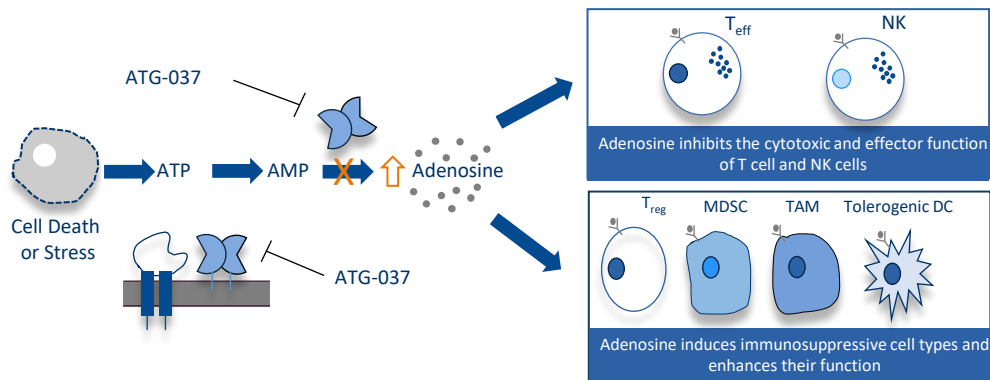 ATG-037
Cell Death
or Stress
ATP
AMP
X
Adenosine
ATG-037
T eff
NK
Adenosine inhibits the cytotoxic and effector function
of T cell and NK cells
T reg
MDSC
TAM
Tolerogenic DC
Adenosine induces immunosuppressive cell types and
enhances their function